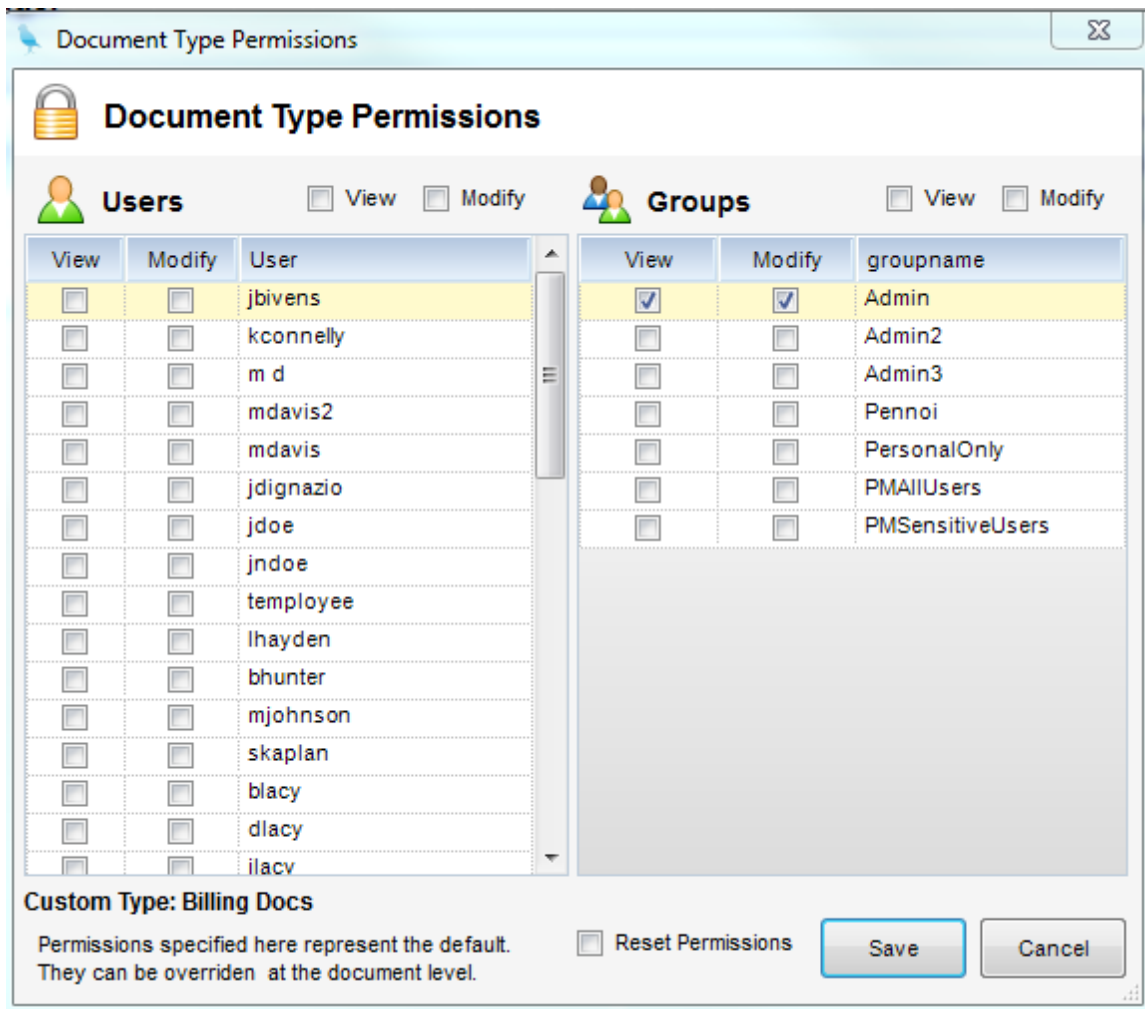 Document Type Permissions
Document Type Permissions
Users View Modify
Groups View Modify
View Modify User
jbivens
kconnelly
m d
mdavis2
mdavis
jdignazio
jdoe
jndoe
temployee
lhayden
bhunter
mjohnson
skaplan
blacy
dlacy
jlacy
View Modify groupname
Admin
Admin2
Admin3
Pennoi
PersonalOnly
PMAllUsers
PMSensitiveUsers
Custom Type: Billing Docs
Permissions specified here represent the default.
They can be overriden at the document level.
Reset Permissions
Save
Cancel